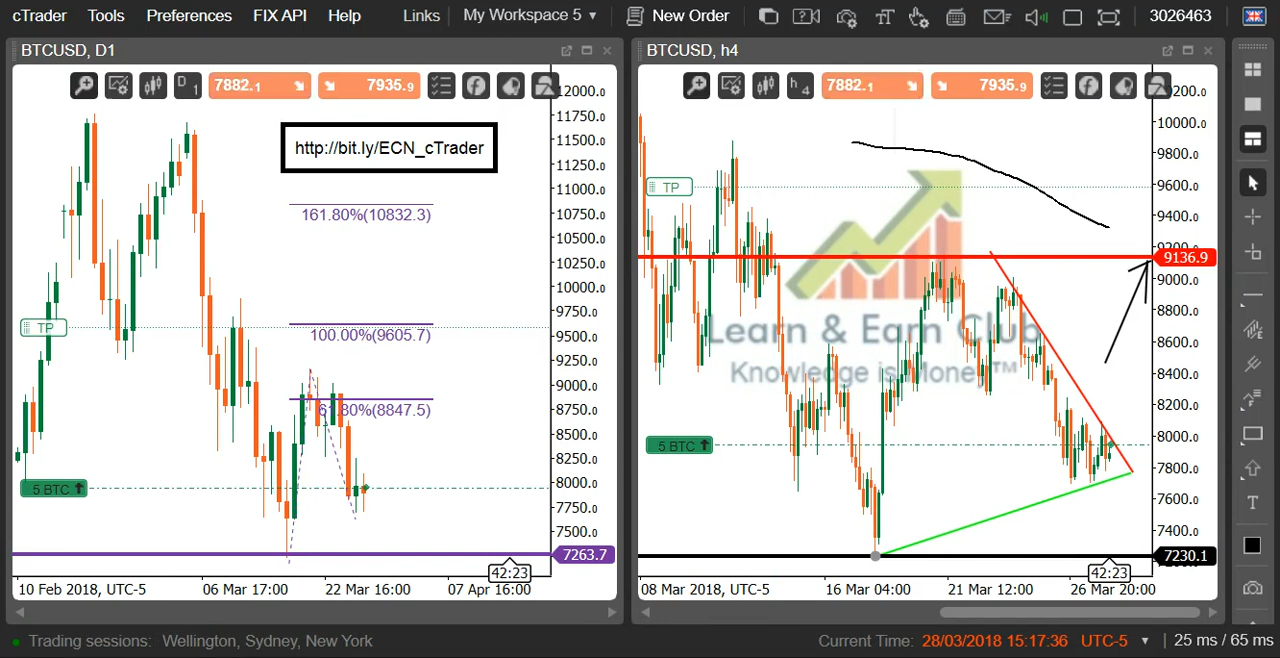 cTrader Tools Preferences FIX API Help Links My Workspace 5 New Order 3026463
BTCUSD, D1
D 1 7882.1 7935.9
http://bit.ly/ECN_cTrader
12000.0
11750.0
11500.0
11250.0
11000.0
10750.0
10500.0
10250.0
10000.0
9750.0
9500.0
9250.0
9000.0
8750.0
8500.0
8250.0
8000.0
7750.0
7500.0
7263.7
161.80%(10832.3)
TP
100.00%(9605.7)
61.80%(8847.5)
5 BTC
42:23
10 Feb 2018, UTC-5 06 Mar 17:00 22 Mar 16:00 07 Apr 16:00
BTCUSD, h4
h 4 7882.1 7935.9
10000.0
9800.0
9600.0
9400.0
9200.0
9136.9
9000.0
8800.0
8600.0
8400.0
8200.0
8000.0
7800.0
7600.0
7400.0
7230.1
TP
Learn & Earn Club
Knowledge is Money™
5 BTC
42:23
08 Mar 2018, UTC-5 16 Mar 04:00 21 Mar 12:00 26 Mar 20:00
Trading sessions: Wellington, Sydney, New York Current Time: 28/03/2018 15:17:36 UTC-5 25 ms / 65 ms